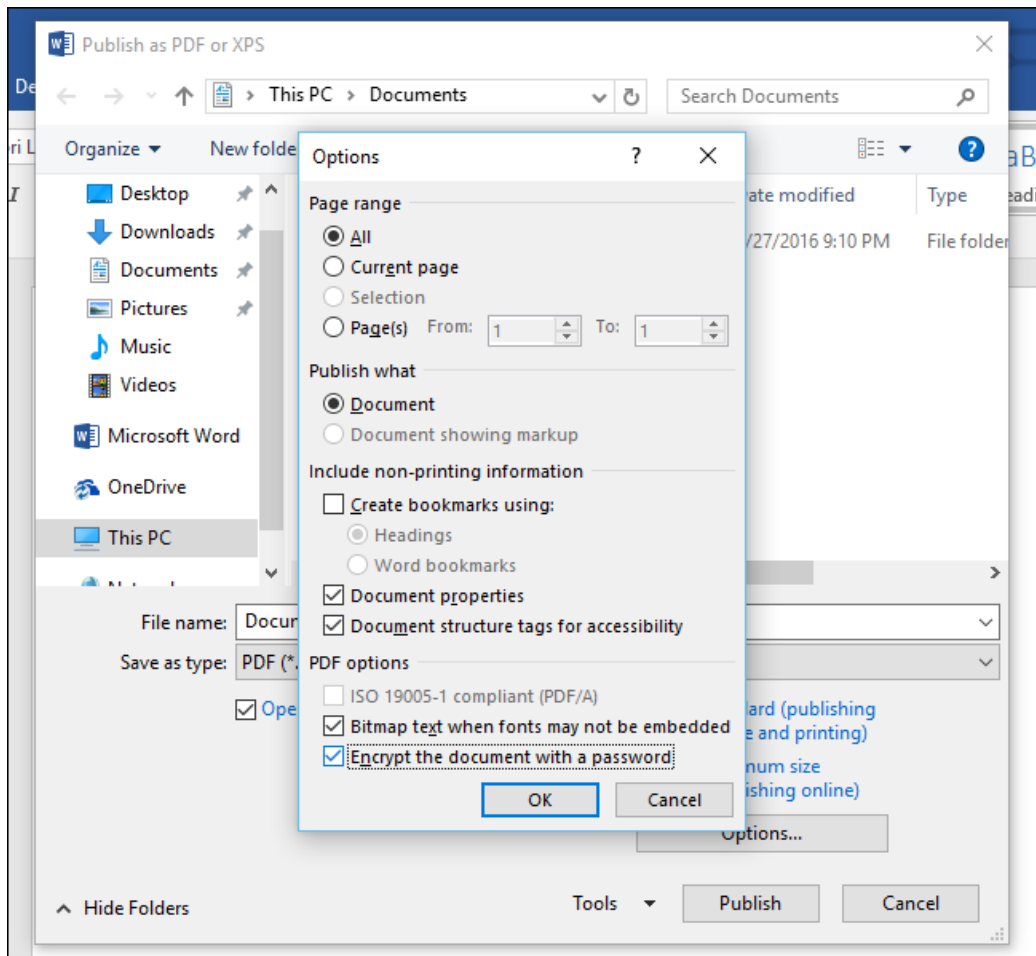 Publish as PDF or XPS
This PC > Documents
Search Documents
Organize
New folde
Options
?
Desktop
Downloads
Documents
Pictures
Music
Videos
Microsoft Word
OneDrive
This PC
ate modified
Type
/27/2016 9:10 PM
File folder
Page range
All
Current page
Selection
Page(s) From: 1 To: 1
Publish what
Document
Document showing markup
Include non-printing information
Create bookmarks using:
Headings
Word bookmarks
Document properties
Document structure tags for accessibility
PDF options
ISO 19005-1 compliant (PDF/A)
Bitmap text when fonts may not be embedded
Encrypt the document with a password
OK Cancel
File name: Docum
Save as type: PDF (*.
Ope
ard (publishing
e and printing)
num size
ishing online)
Options...
Hide Folders
Tools
Publish
Cancel